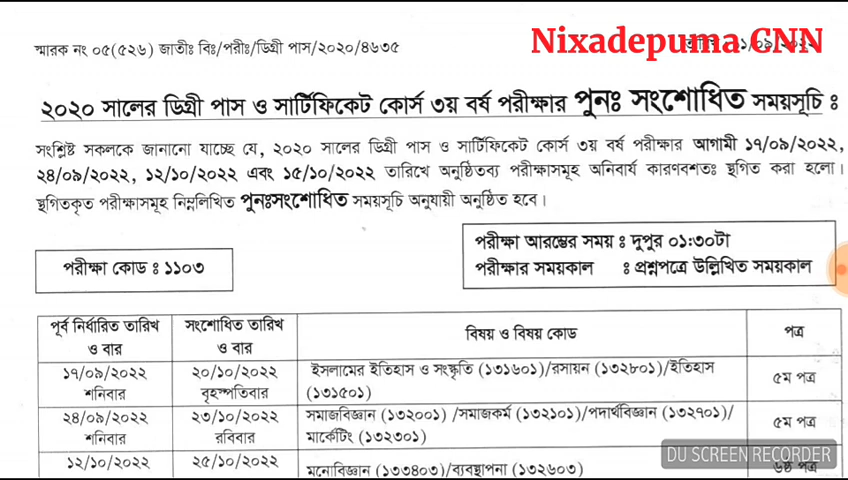 Nixadepuma CNN
স্মারক নং ০৫(৫২৬) জাতীঃ বিঃ/পরীঃ/ডিগ্রী পাস/২০২০/৪৬৩৫
২০২০ সালের ডিগ্রী পাস ও সার্টিফিকেট কোর্স ৩য় বর্ষ পরীক্ষার পুনঃ সংশোধিত সময়সূচি ঃ
সংশ্লিষ্ট সকলকে জানানো যাচ্ছে যে, ২০২০ সালের ডিগ্রী পাস ও সার্টিফিকেট কোর্স ৩য় বর্ষ পরীক্ষার আগামী ১৭/০৯/২০২২,
২৪/০৯/২০২২, ১২/১০/২০২২ এবং ১৫/১০/২০২২ তারিখে অনুষ্ঠিতব্য পরীক্ষাসমূহ অনিবার্য কারণবশতঃ স্থগিত করা হলো।
স্থগিতকৃত পরীক্ষাসমূহ নিম্নলিখিত পুনঃসংশোধিত সময়সূচি অনুযায়ী অনুষ্ঠিত হবে।
পরীক্ষা কোড ঃ ১১০৩
পরীক্ষা আরম্ভের সময় ঃ দুপুর ০১:৩০টা
পরীক্ষার সময়কাল ঃ প্রশ্নপত্রে উল্লিখিত সময়কাল
পূর্ব নির্ধারিত তারিখ ও বার
সংশোধিত তারিখ ও বার
বিষয় ও বিষয় কোড
পত্র
১৭/০৯/২০২২ শনিবার
২০/১০/২০২২ বৃহস্পতিবার
ইসলামের ইতিহাস ও সংস্কৃতি (১৩১৬০১)/রসায়ন (১৩২৮০১)/ইতিহাস
(১৩১৫০১)
৫ম পত্র
২৪/০৯/২০২২ শনিবার
২৩/১০/২০২২ রবিবার
সমাজবিজ্ঞান (১৩২০০১) /সমাজকর্ম (১৩২১০১)/পদার্থবিজ্ঞান (১৩২৭০১)/
মার্কেটিং (১৩২৩০১)
৫ম পত্র
১২/১০/২০২২
২৫/১০/২০২২
মনোবিজ্ঞান (১৩৩৪০৩)/ব্যবস্থাপনা (১৩২৬০৩)
৬ষ্ঠ পত্র
DU SCREEN RECORDER